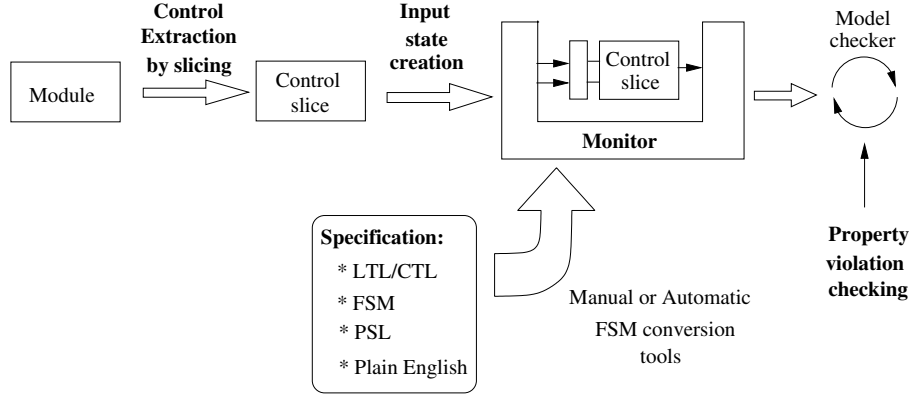 Control
Extraction
by slicing
Input
state
creation
Model
checker
Module
Control
slice
Control
slice
Monitor
Specification:
* LTL/CTL
* FSM
* PSL
* Plain English
Manual or Automatic
FSM conversion
tools
Property
violation
checking